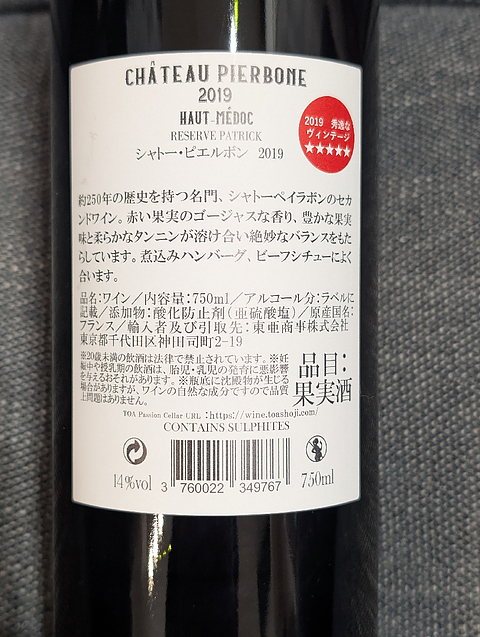 CHÂTEAU PIERBONE
2019
HAUT-MÉDOC
RESERVE PATRICK
シャトー・ピエルボン 2019
2019 秀逸な
ヴィンテージ
★★★★★
約250年の歴史を持つ名門、シャトーペイラボンのセカ
ンドワイン。赤い果実のゴージャスな香り、豊かな果実
味と柔らかなタンニンが溶け合い絶妙なバランスをもた
らしています。煮込みハンバーグ、ビーフシチューによく
合います。
品名:ワイン/内容量:750ml/アルコール分:ラベルに
記載/添加物:酸化防止剤(亜硫酸塩)/原産国名:
フランス/輸入者及び引取先:東亜商事株式会社
東京都千代田区神田司町2-19
※20歳未満の飲酒は法律で禁止されています。※妊
娠中や授乳期の飲酒は、胎児・乳児の発育に悪影響
を与えるおそれがあります。※瓶底に沈殿物が生じる
場合がありますが、ワインの自然な成分ですので品質
上問題はありません。
品目:
果実酒
TOA Passion Cellar URL :https://wine.toashoji.com/
CONTAINS SULPHITES
14%vol
3 760022 349767
750ml